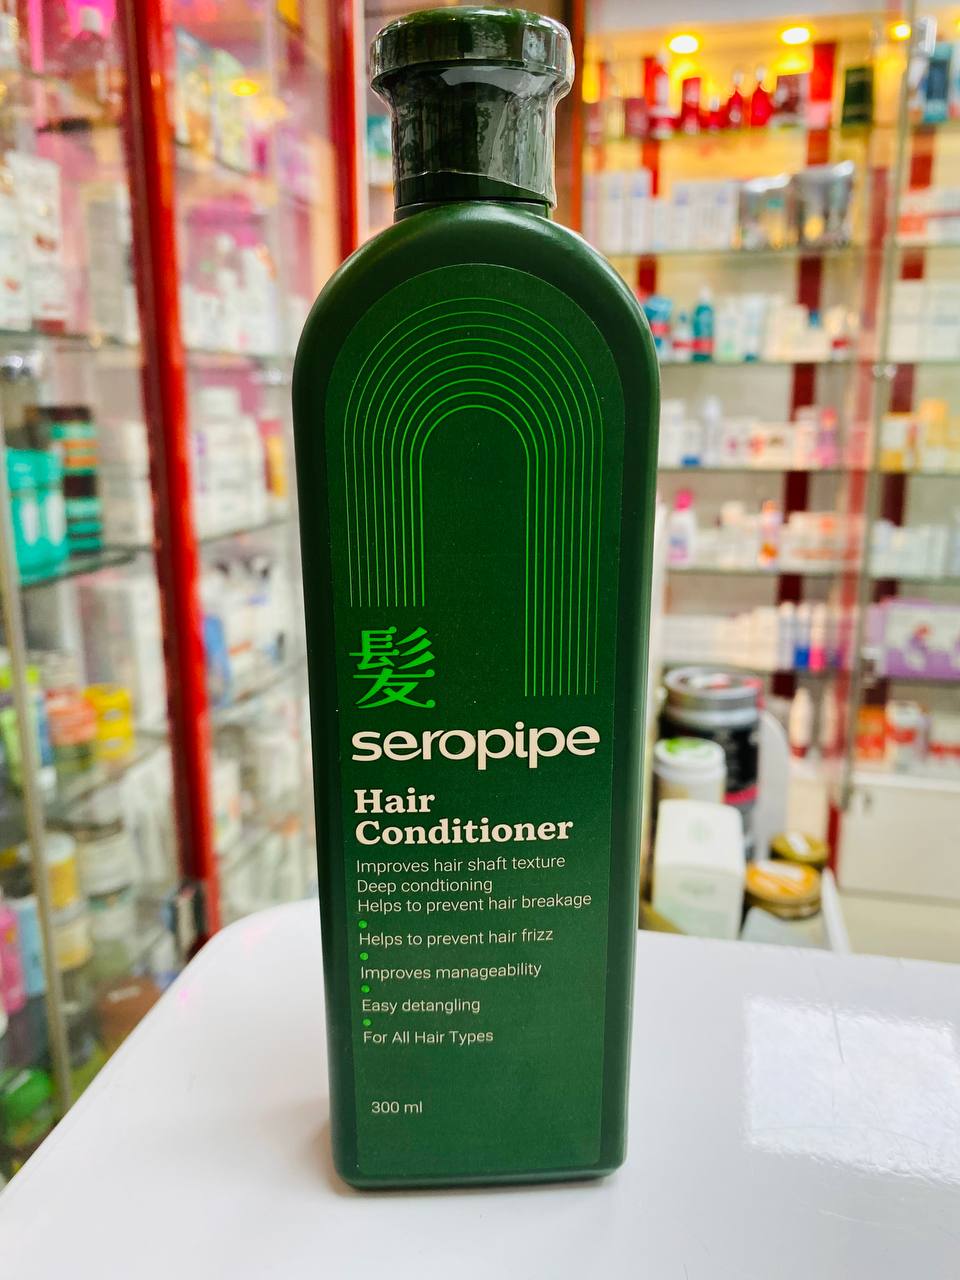 髮
seropipe
Hair
Conditioner
Improves hair shaft texture
Deep condtioning
Helps to prevent hair breakage
Helps to prevent hair frizz
Improves manageability
Easy detangling
For All Hair Types
300 ml